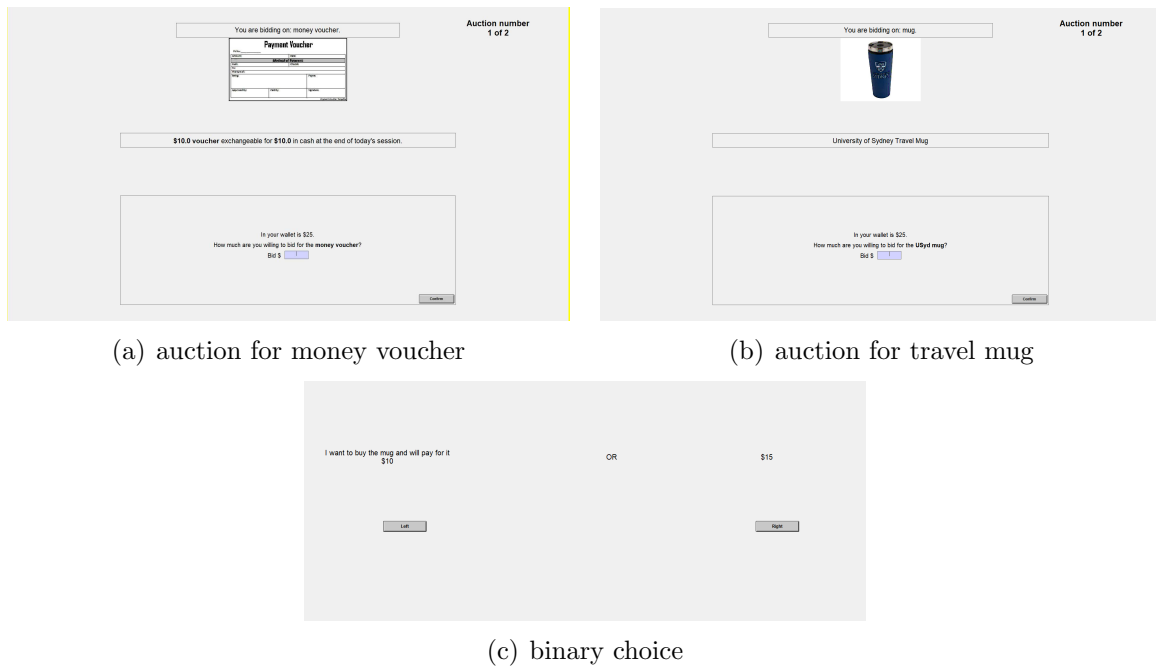 You are bidding on: money voucher.
Auction number
1 of 2
Payment Voucher
$10.0 voucher exchangeable for $10.0 in cash at the end of today's session.
In your wallet is $25.
How much are you willing to bid for the money voucher?
Bid $
Confirm
(a) auction for money voucher
You are bidding on: mug.
Auction number
1 of 2
University of Sydney Travel Mug
In your wallet is $25.
How much are you willing to bid for the USyd mug?
Bid $
Confirm
(b) auction for travel mug
I want to buy the mug and will pay for it
$10
OR
$15
Left
Right
(c) binary choice